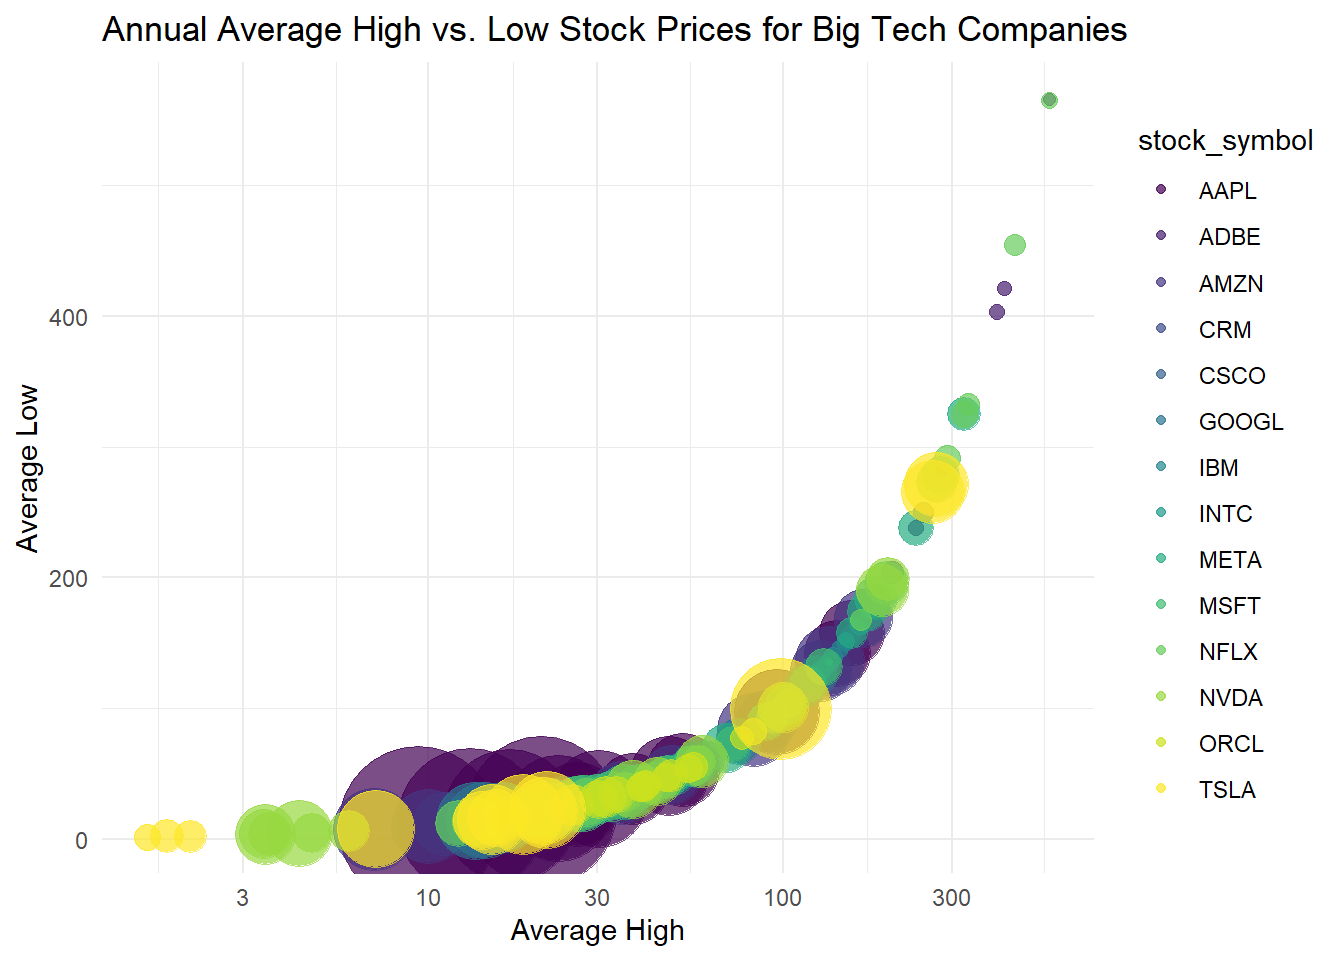 Annual Average High vs. Low Stock Prices for Big Tech Companies
stock_symbol
AAPL
ADBE
AMZN
CRM
CSCO
GOOGL
IBM
INTC
META
MSFT
NFLX
NVDA
ORCL
TSLA
Average Low
400
200
0
3 10 30 100 300
Average High